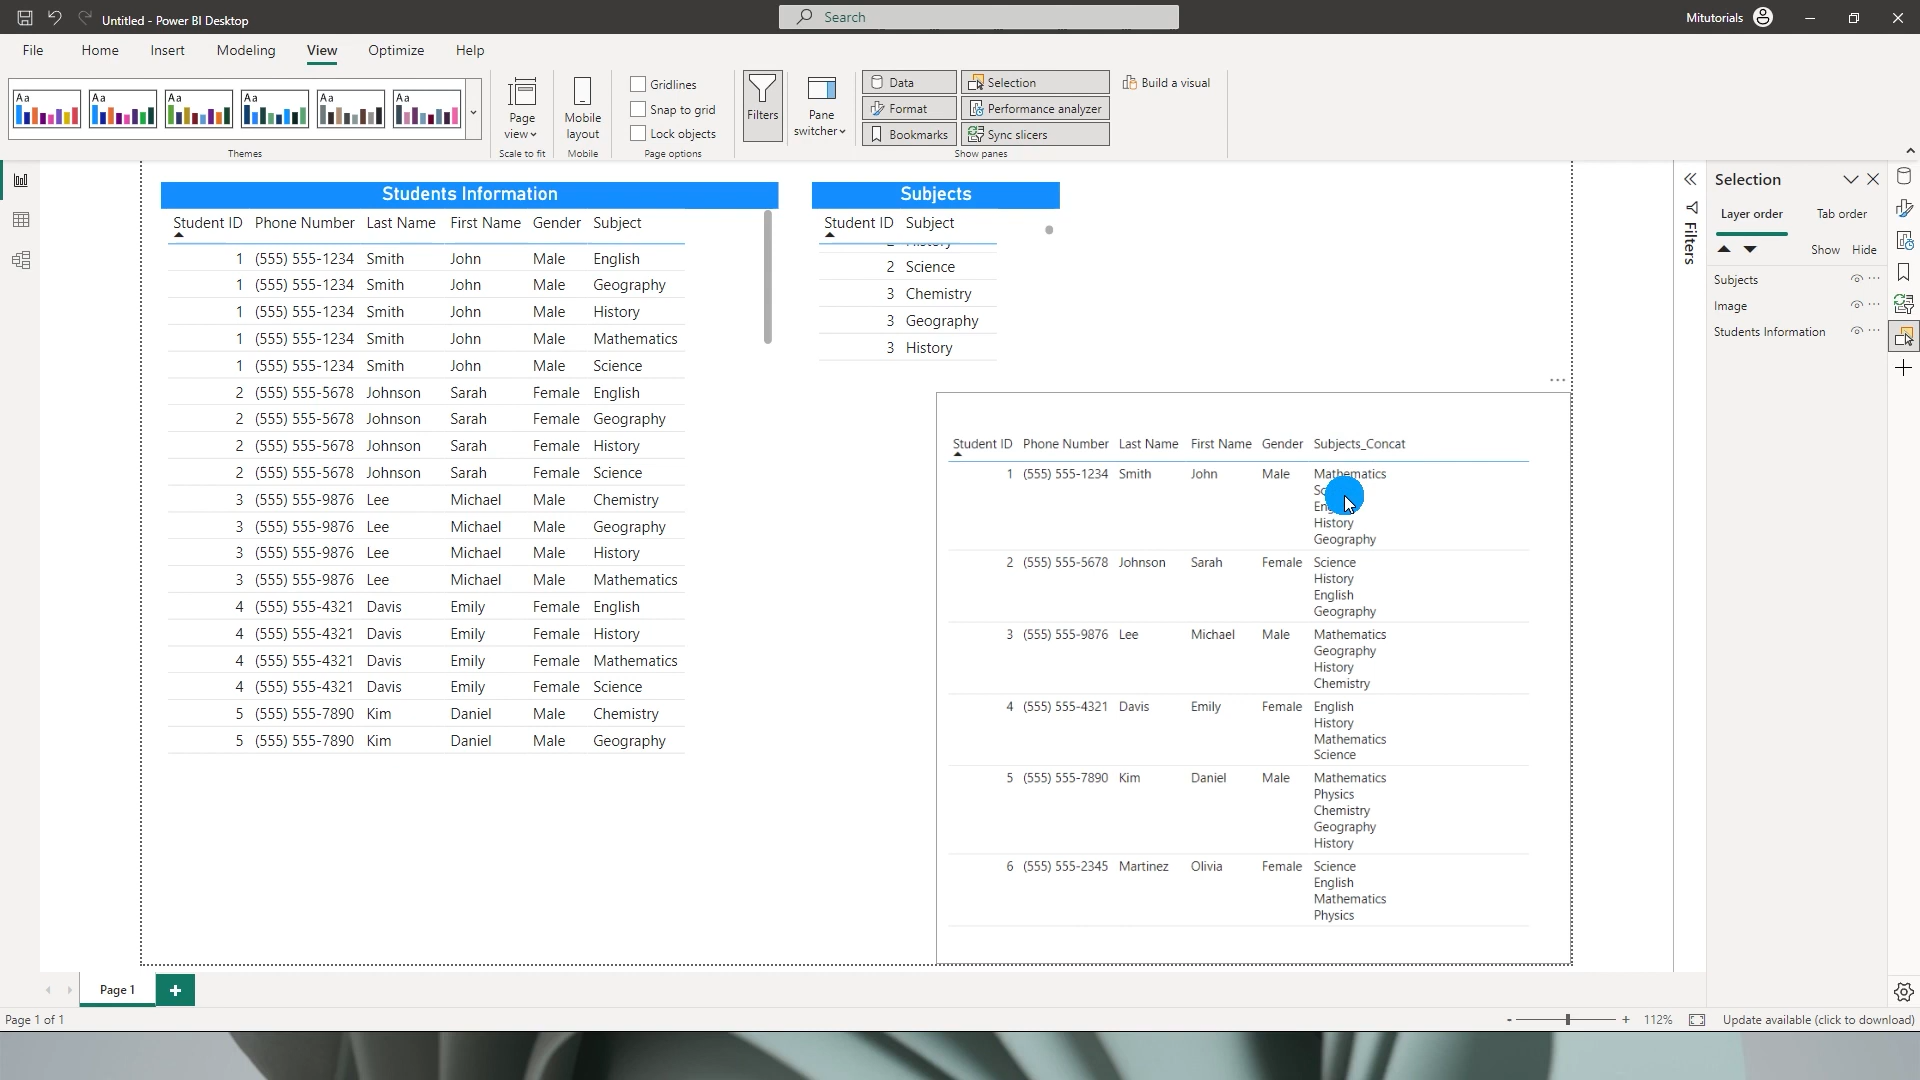 Untitled - Power BI Desktop
Search
Mitutorials
File Home Insert Modeling View Optimize Help
Aa Aa Aa Aa Aa Aa
Themes
Page view
Scale to fit
Mobile layout
Mobile
Gridlines
Snap to grid
Lock objects
Page options
Filters
Pane switcher
Data
Format
Bookmarks
Selection
Performance analyzer
Sync slicers
Show panes
Build a visual
Students Information
Student ID Phone Number Last Name First Name Gender Subject
1 (555) 555-1234 Smith John Male English
1 (555) 555-1234 Smith John Male Geography
1 (555) 555-1234 Smith John Male History
1 (555) 555-1234 Smith John Male Mathematics
1 (555) 555-1234 Smith John Male Science
2 (555) 555-5678 Johnson Sarah Female English
2 (555) 555-5678 Johnson Sarah Female Geography
2 (555) 555-5678 Johnson Sarah Female History
2 (555) 555-5678 Johnson Sarah Female Science
3 (555) 555-9876 Lee Michael Male Chemistry
3 (555) 555-9876 Lee Michael Male Geography
3 (555) 555-9876 Lee Michael Male History
3 (555) 555-9876 Lee Michael Male Mathematics
4 (555) 555-4321 Davis Emily Female English
4 (555) 555-4321 Davis Emily Female History
4 (555) 555-4321 Davis Emily Female Mathematics
4 (555) 555-4321 Davis Emily Female Science
5 (555) 555-7890 Kim Daniel Male Chemistry
5 (555) 555-7890 Kim Daniel Male Geography
Subjects
Student ID Subject
2 Science
3 Chemistry
3 Geography
3 History
Student ID Phone Number Last Name First Name Gender Subjects_Concat
1 (555) 555-1234 Smith John Male Mathematics
History
Geography
2 (555) 555-5678 Johnson Sarah Female Science
History
English
Geography
3 (555) 555-9876 Lee Michael Male Mathematics
Geography
History
Chemistry
4 (555) 555-4321 Davis Emily Female English
History
Mathematics
Science
5 (555) 555-7890 Kim Daniel Male Mathematics
Physics
Chemistry
Geography
History
6 (555) 555-2345 Martinez Olivia Female Science
English
Mathematics
Physics
Filters
Selection
Layer order Tab order
Show Hide
Subjects
Image
Students Information
Page 1
Page 1 of 1
- + 112%
Update available (click to download)